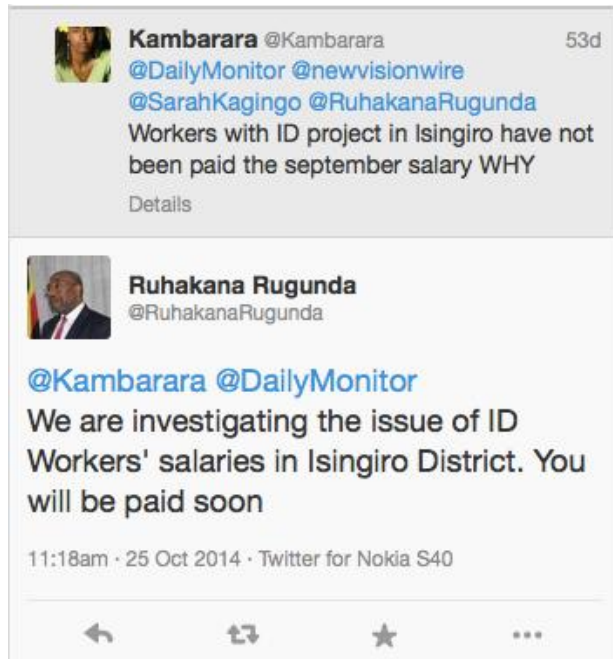 Kambarara @Kambarara 53d
@DailyMonitor @newvisionwire
@SarahKagingo @RuhakanaRugunda
Workers with ID project in Isingiro have not
been paid the september salary WHY
Details
Ruhakana Rugunda
@RuhakanaRugunda
@Kambarara @DailyMonitor
We are investigating the issue of ID
Workers' salaries in Isingiro District. You
will be paid soon
11:18am · 25 Oct 2014 · Twitter for Nokia S40